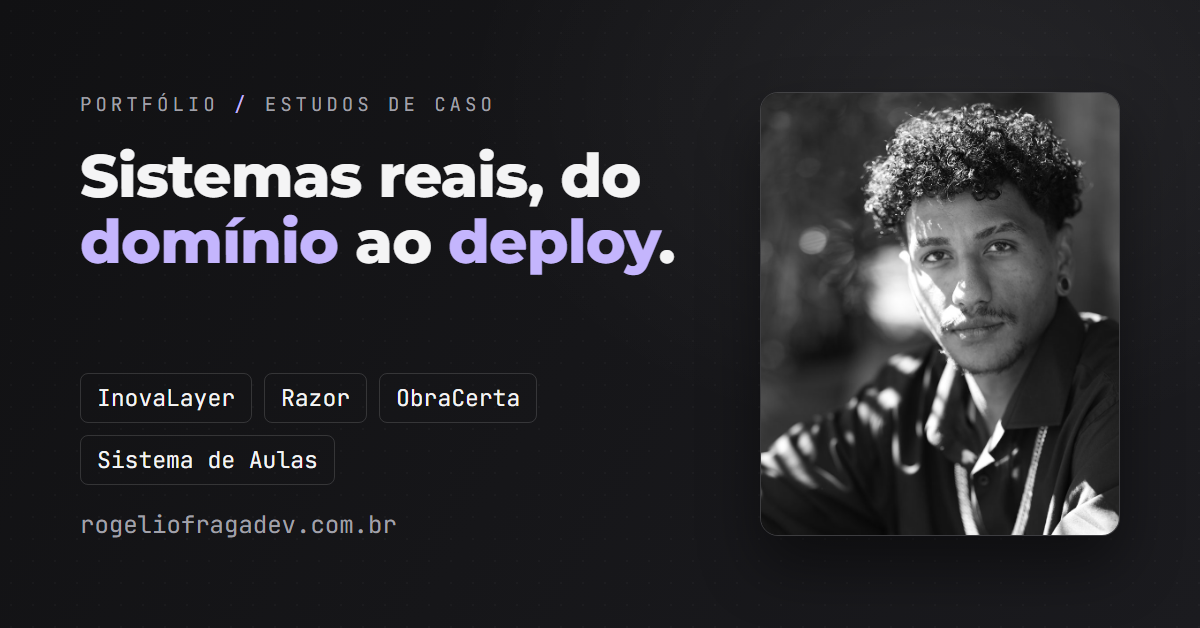 PORTFÓLIO / ESTUDOS DE CASO
Sistemas reais, do
domínio ao deploy.
InovaLayer Razor ObraCerta
Sistema de Aulas
rogeliofragadev.com.br